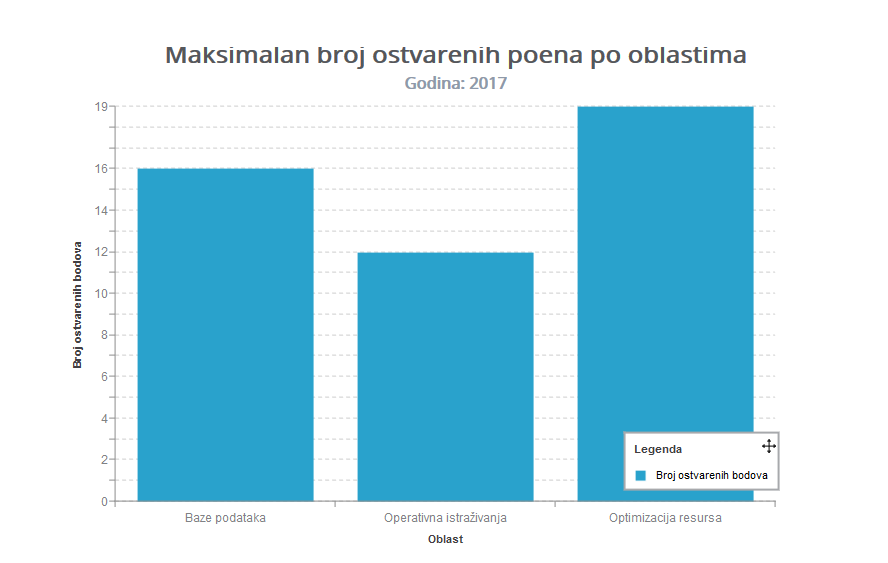 Maksimalan broj ostvarenih poena po oblastima
Godina: 2017
19
16
14
12
10
8
6
4
2
0
Broj ostvarenih bodova
Legenda
Broj ostvarenih bodova
Baze podataka
Operativna istraživanja
Optimizacija resursa
Oblast